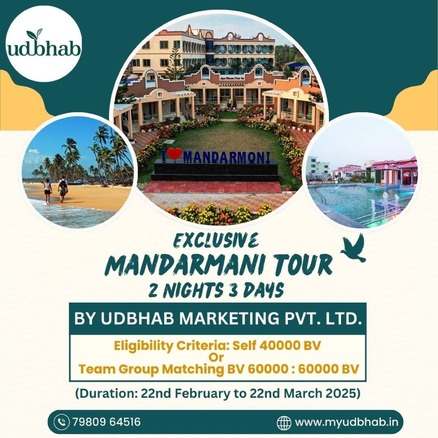 udbhab
I ❤ MANDARMONI
EXCLUSIVE
MANDARMANI TOUR
2 NIGHTS 3 DAYS
BY UDBHAB MARKETING PVT. LTD.
Eligibility Criteria: Self 40000 BV
Or
Team Group Matching BV 60000 : 60000 BV
(Duration: 22nd February to 22nd March 2025)
79809 64516
www.myudbhab.in